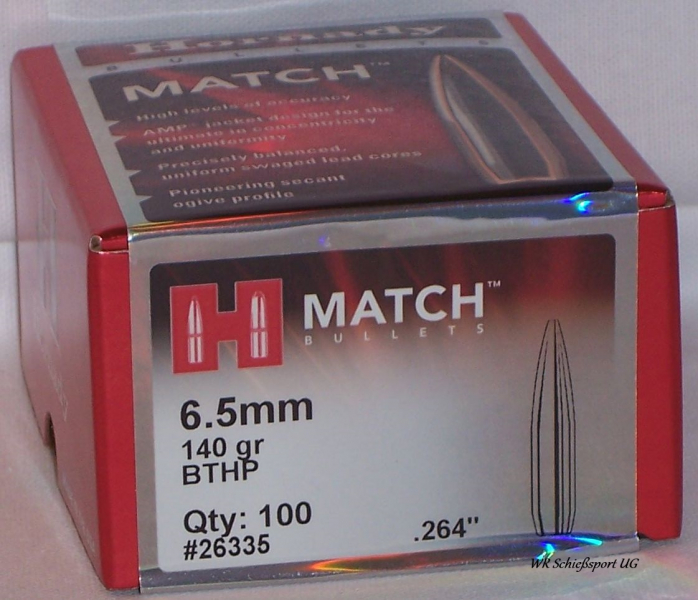 Hornady
BULLETS
MATCH™
High levels of accuracy
AMP™ jacket design for the
ultimate in concentricity
and uniformity
Precisely balanced,
uniform swaged lead cores
Pioneering secant
ogive profile
H MATCH™
BULLETS
6.5mm
140 gr
BTHP
Qty: 100
#26335
.264"
WK Schießsport UG